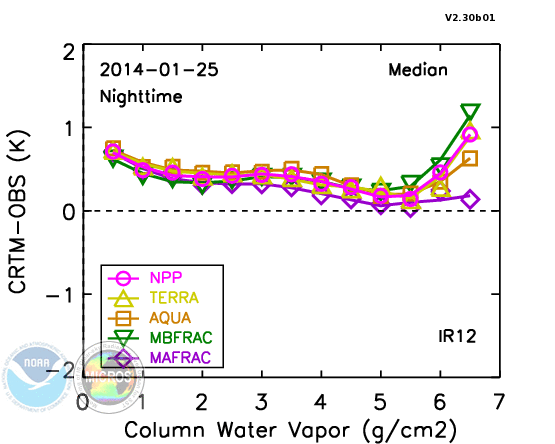 V2.30b01
2014-01-25
Median
Nighttime
2
1
0
-1
-2
CRTM-OBS (K)
NPP
TERRA
AQUA
MBFRAC
MAFRAC
IR12
NOAA
MICROS
0 1 2 3 4 5 6 7
Column Water Vapor (g/cm2)